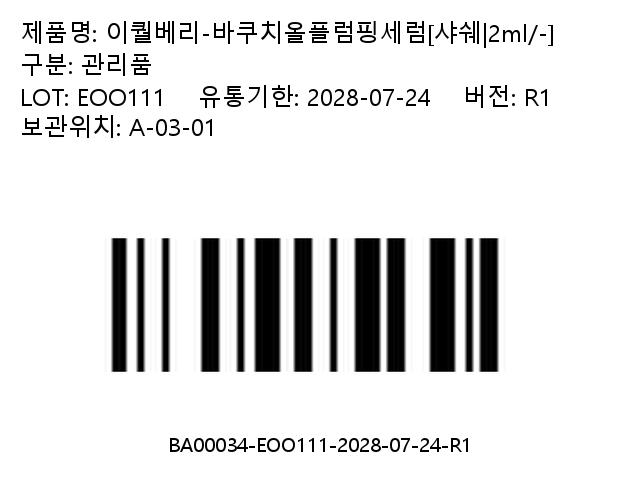 제품명: 이퀄베리-바쿠치올플럼핑세럼[샤쉐|2ml/-]
구분: 관리품
LOT: EOO111 유통기한: 2028-07-24 버전: R1
보관위치: A-03-01
BA00034-EOO111-2028-07-24-R1